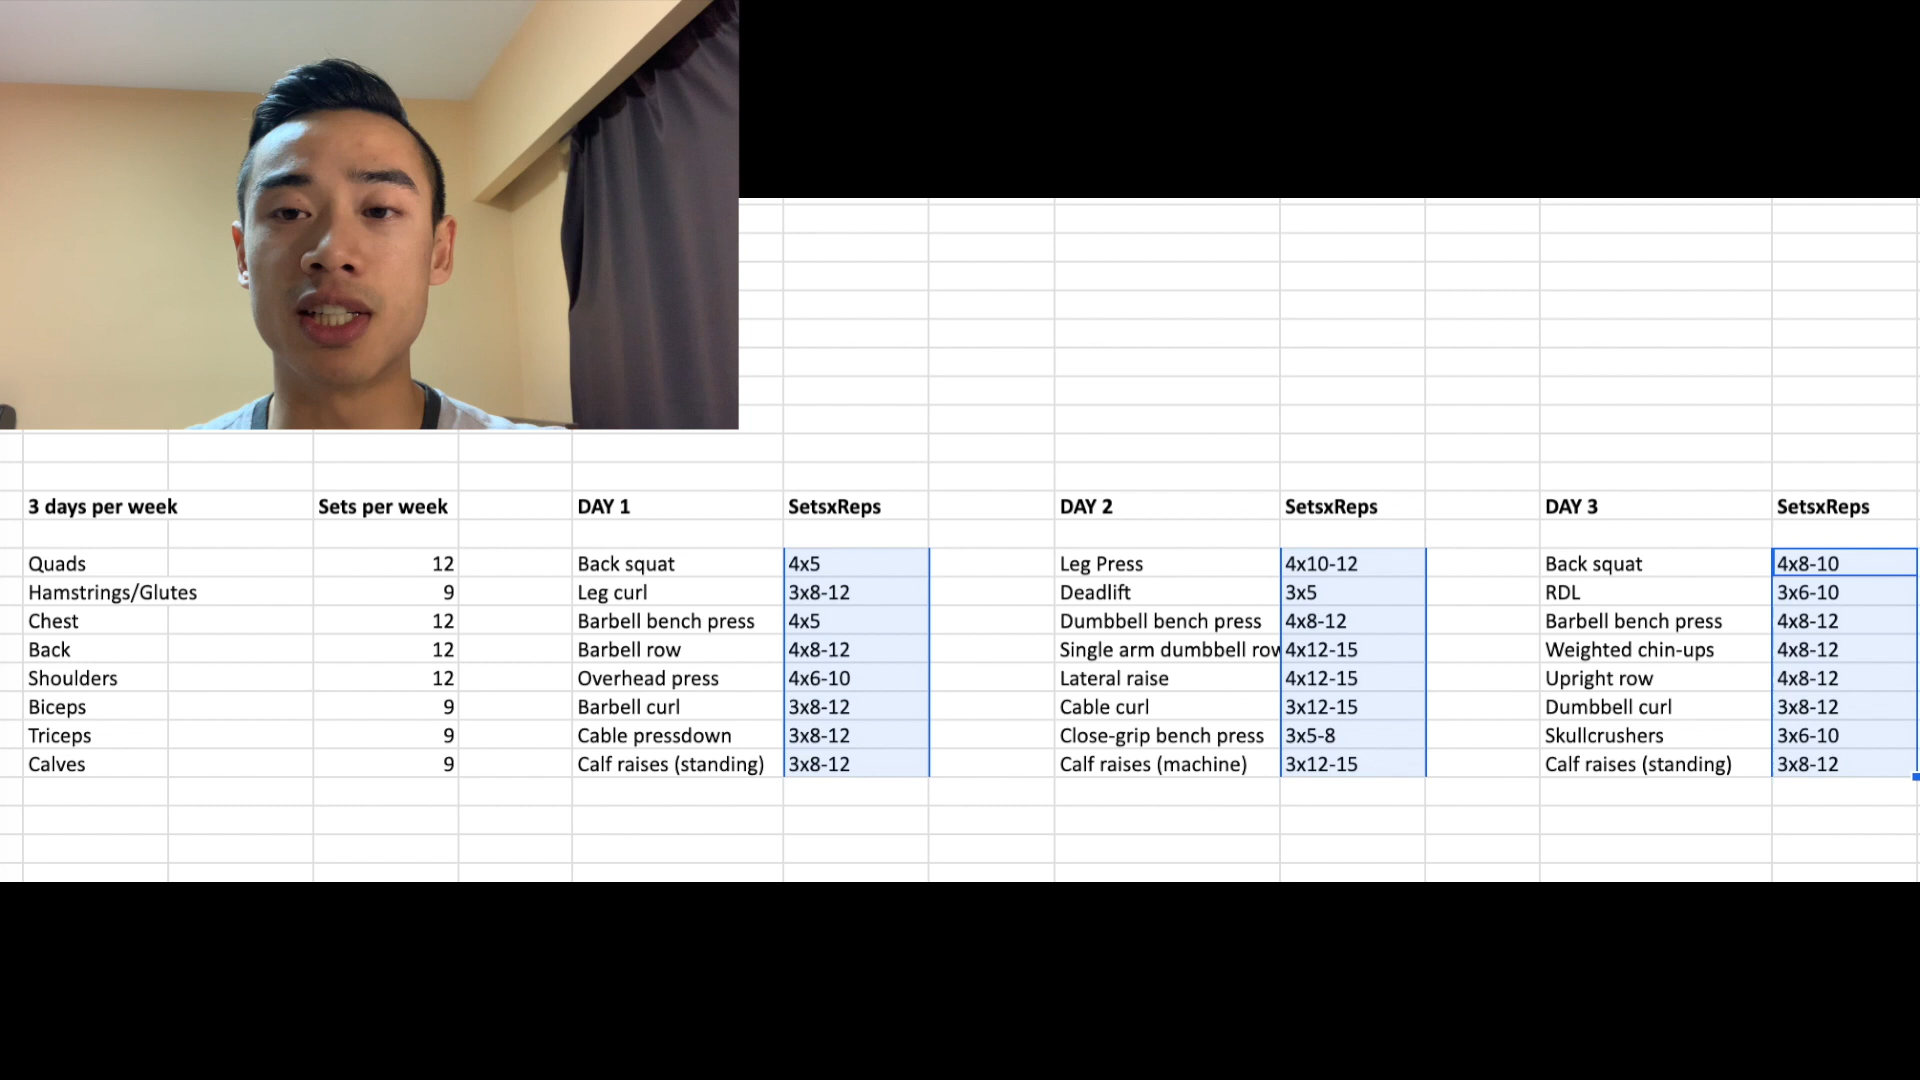 3 days per week Sets per week DAY 1 SetsxReps DAY 2 SetsxReps DAY 3 SetsxReps
Quads 12 Back squat 4x5 Leg Press 4x10-12 Back squat 4x8-10
Hamstrings/Glutes 9 Leg curl 3x8-12 Deadlift 3x5 RDL 3x6-10
Chest 12 Barbell bench press 4x5 Dumbbell bench press 4x8-12 Barbell bench press 4x8-12
Back 12 Barbell row 4x8-12 Single arm dumbbell row 4x12-15 Weighted chin-ups 4x8-12
Shoulders 12 Overhead press 4x6-10 Lateral raise 4x12-15 Upright row 4x8-12
Biceps 9 Barbell curl 3x8-12 Cable curl 3x12-15 Dumbbell curl 3x8-12
Triceps 9 Cable pressdown 3x8-12 Close-grip bench press 3x5-8 Skullcrushers 3x6-10
Calves 9 Calf raises (standing) 3x8-12 Calf raises (machine) 3x12-15 Calf raises (standing) 3x8-12